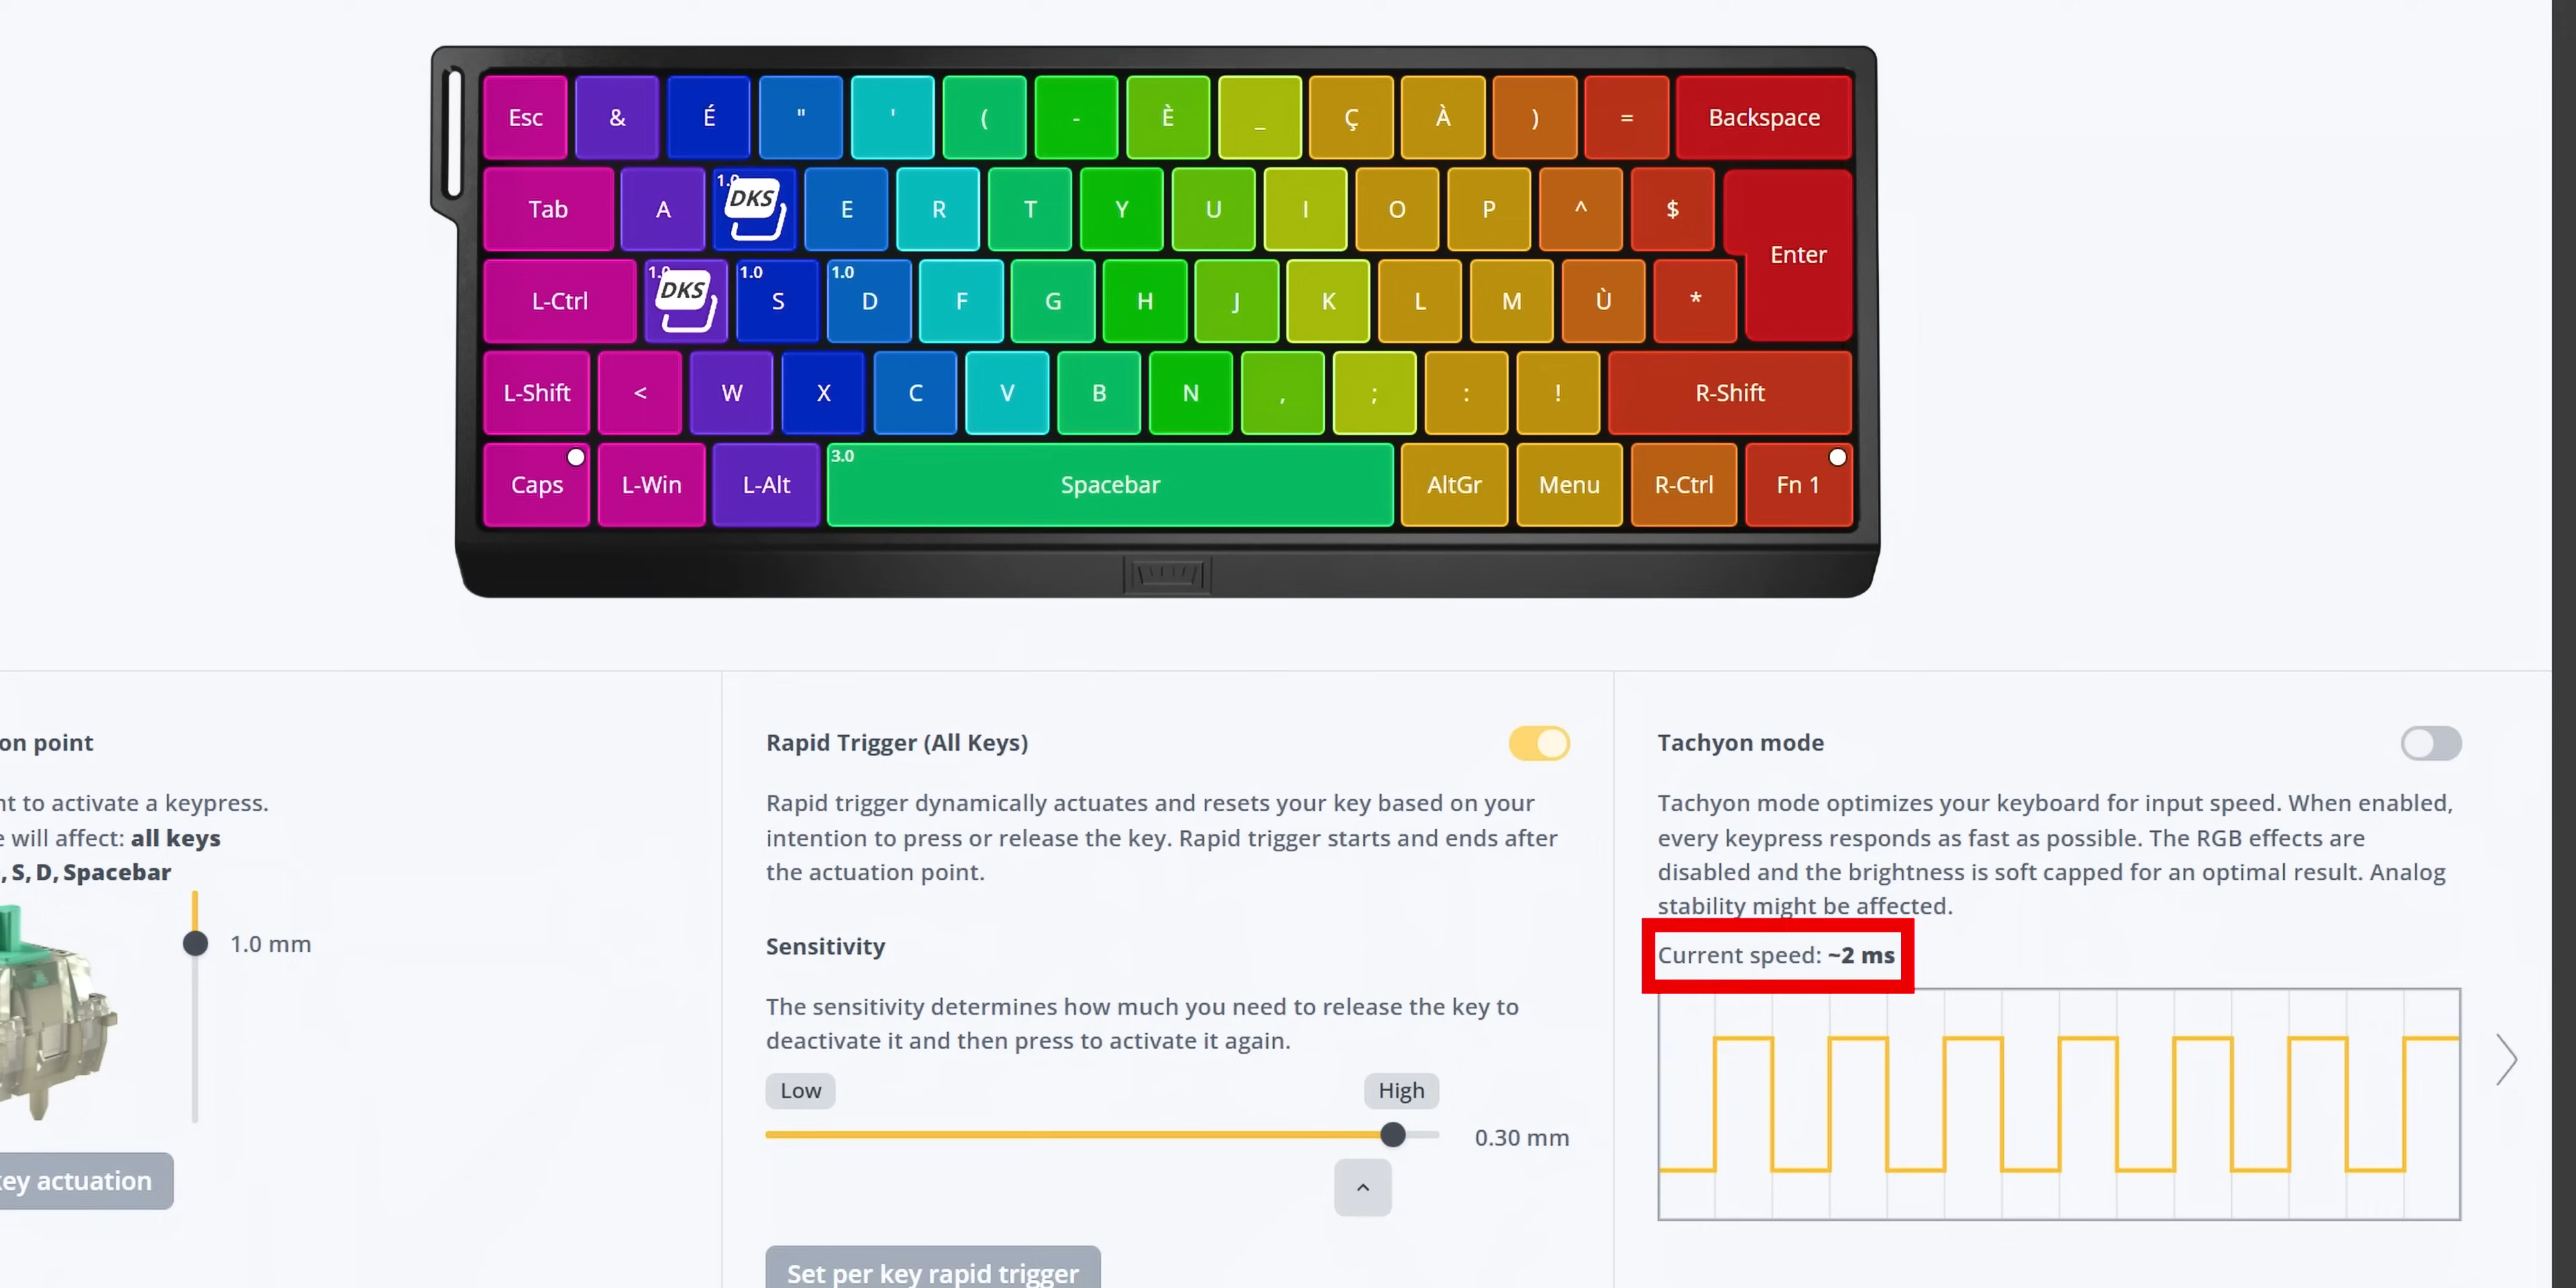 Esc & É " ' ( - È _ Ç À ) = Backspace
Tab A 1.0 DKS E R T Y U I O P ^ $ Enter
L-Ctrl 1.0 DKS 1.0 S 1.0 D F G H J K L M Ù *
L-Shift < W X C V B N , ; : ! R-Shift
Caps L-Win L-Alt 3.0 Spacebar AltGr Menu R-Ctrl Fn 1
on point
nt to activate a keypress.
e will affect: all keys
, S, D, Spacebar
1.0 mm
ey actuation
Rapid Trigger (All Keys)
Rapid trigger dynamically actuates and resets your key based on your
intention to press or release the key. Rapid trigger starts and ends after
the actuation point.
Sensitivity
The sensitivity determines how much you need to release the key to
deactivate it and then press to activate it again.
Low High
0.30 mm
Set per key rapid trigger
Tachyon mode
Tachyon mode optimizes your keyboard for input speed. When enabled,
every keypress responds as fast as possible. The RGB effects are
disabled and the brightness is soft capped for an optimal result. Analog
stability might be affected.
Current speed: ~2 ms